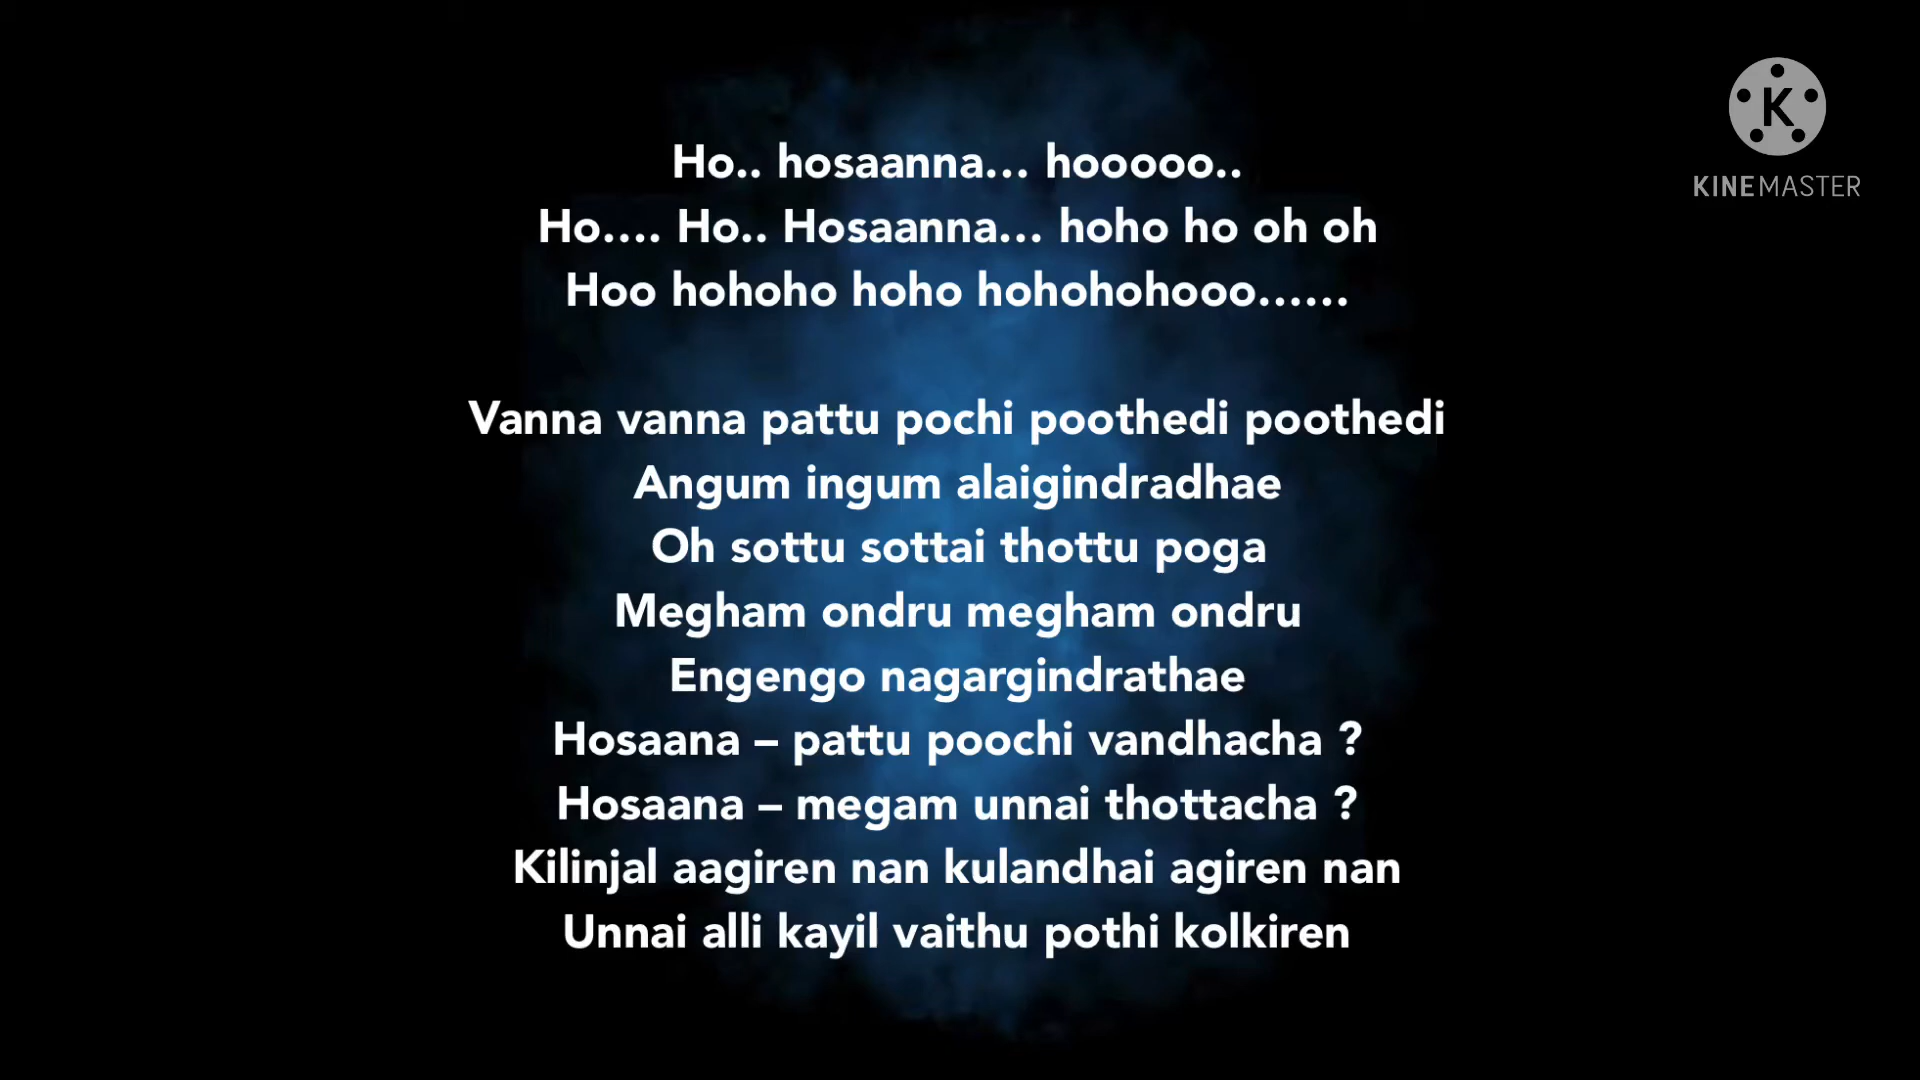 Ho.. hosaanna... hooooo..
Ho.... Ho.. Hosaanna... hoho ho oh oh
Hoo hohoho hoho hohohohooo......
Vanna vanna pattu pochi poothedi poothedi
Angum ingum alaigindradhae
Oh sottu sottai thottu poga
Megham ondru megham ondru
Engengo nagargindrathae
Hosaana – pattu poochi vandhacha ?
Hosaana – megam unnai thottacha ?
Kilinjal aagiren nan kulandhai agiren nan
Unnai alli kayil vaithu pothi kolkiren
K
KINEMASTER